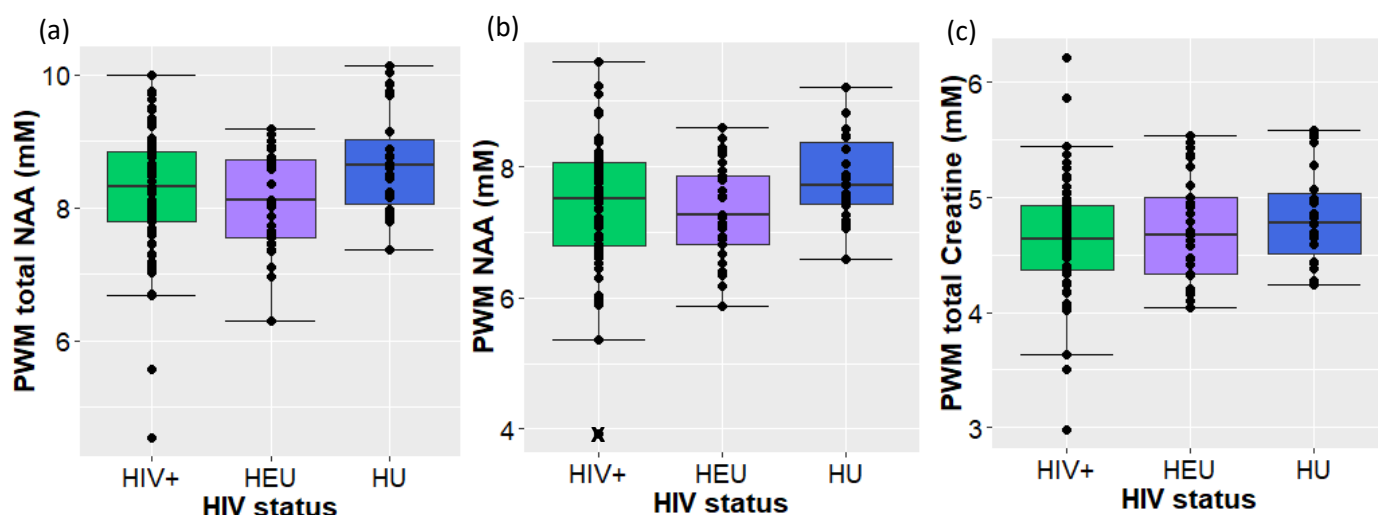 (a)
PWM total NAA (mM)
10
8
6
HIV+ HEU HU
HIV status
(b)
PWM NAA (mM)
8
6
4
x
HIV+ HEU HU
HIV status
(c)
PWM total Creatine (mM)
6
5
4
3
HIV+ HEU HU
HIV status